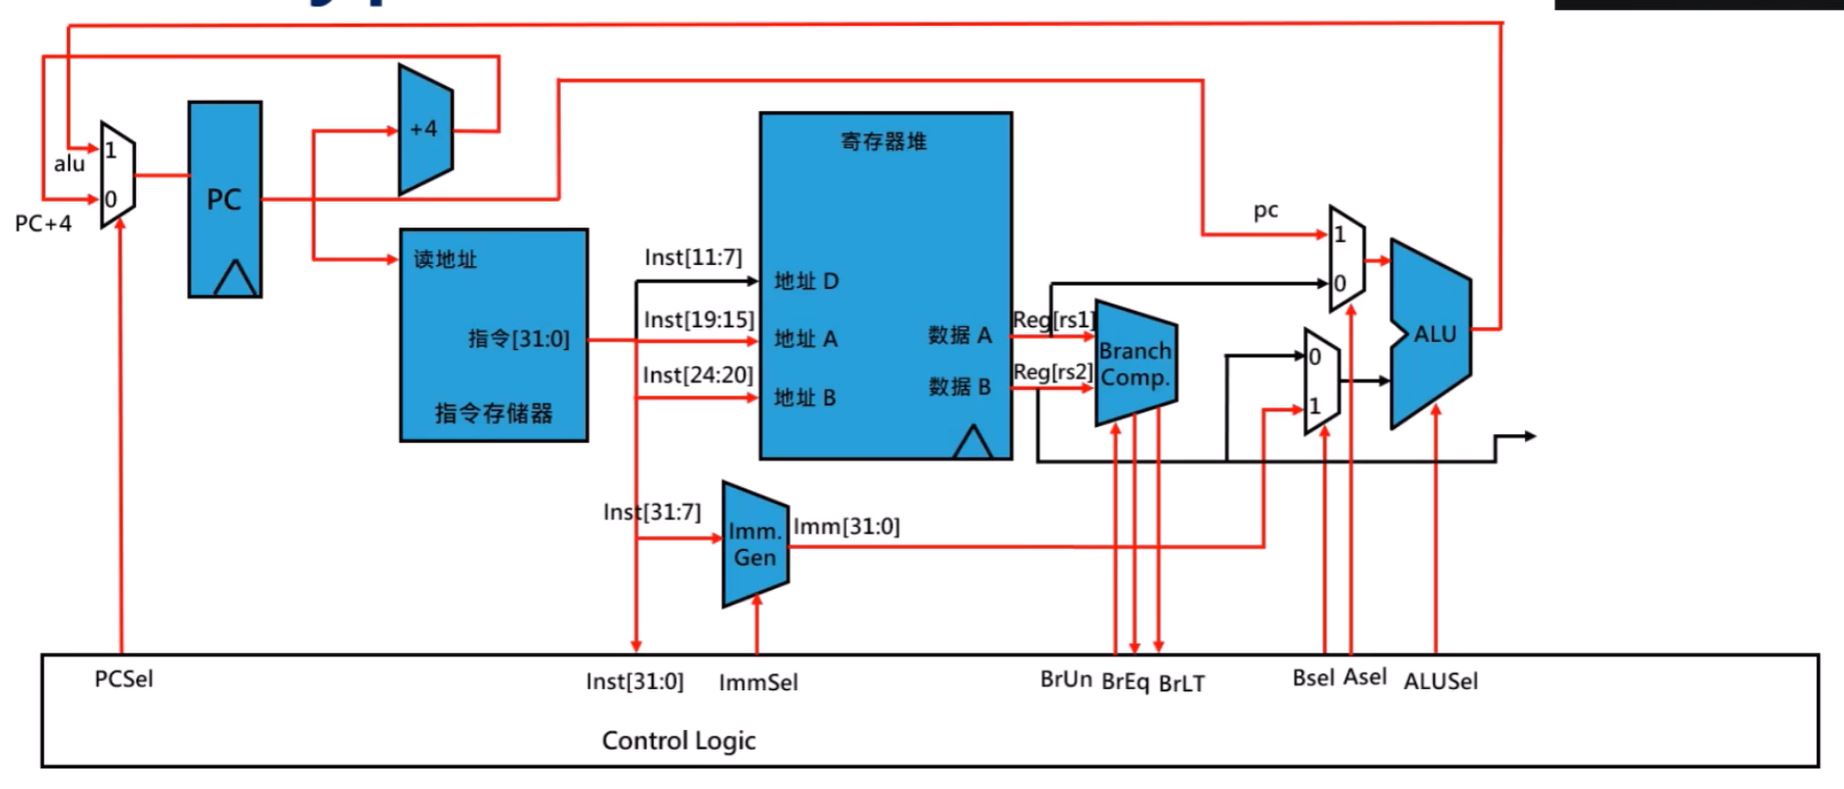 alu
1
0
PC+4
PC
+4
读地址
指令[31:0]
指令存储器
Inst[11:7]
Inst[19:15]
Inst[24:20]
寄存器堆
地址 D
地址 A
地址 B
数据 A
数据 B
Reg[rs1]
Reg[rs2]
Branch
Comp.
pc
1
0
0
1
ALU
Inst[31:7]
Imm.
Gen
Imm[31:0]
PCSel
Inst[31:0]
ImmSel
BrUn
BrEq
BrLT
Bsel
Asel
ALUSel
Control Logic